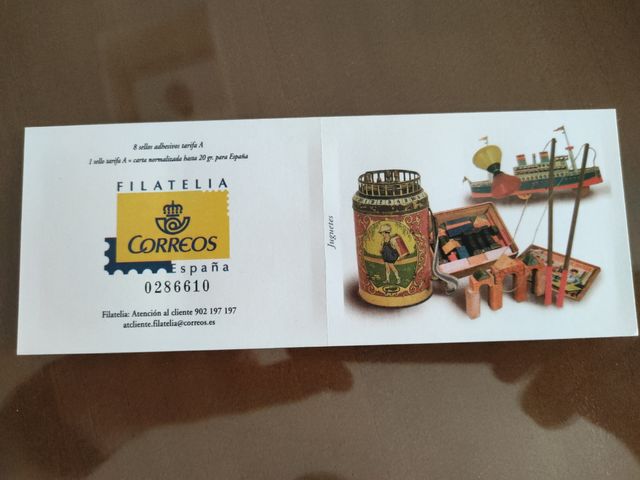 8 sellos adhesivos tarifa A
1 sello tarifa A = carta normalizada hasta 20 gr. para España
FILATELIA
CORREOS
España
0286610
Filatelia: Atención al cliente 902 197 197
atcliente.filatelia@correos.es
Juguetes